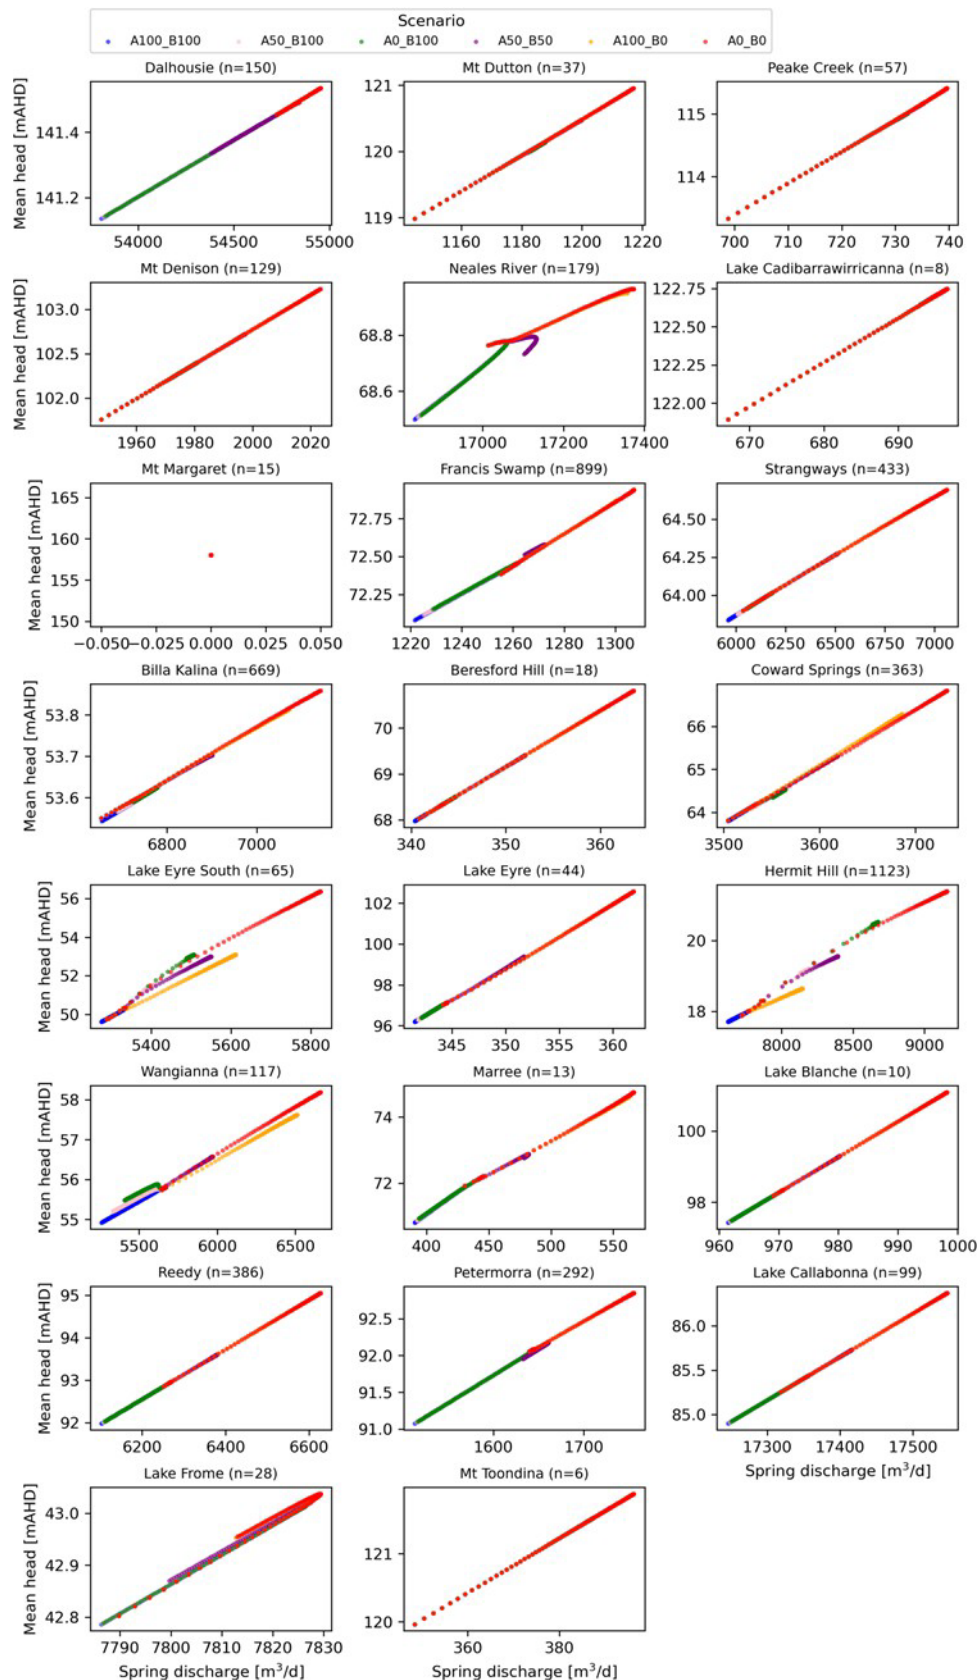 Scenario
A100_B100 A50_B100 A0_B100 A50_B50 A100_B0 A0_B0
Dalhousie (n=150) Mt Dutton (n=37) Peake Creek (n=57)
Mean head [mAHD]
141.4
141.2
54000 54500 55000
121
120
119
1160 1180 1200 1220
115
114
700 710 720 730 740
Mt Denison (n=129) Neales River (n=179) Lake Cadibarrawirricanna (n=8)
Mean head [mAHD]
103.0
102.5
102.0
1960 1980 2000 2020
68.8
68.6
17000 17200 17400
122.75
122.50
122.25
122.00
670 680 690
Mt Margaret (n=15) Francis Swamp (n=899) Strangways (n=433)
Mean head [mAHD]
165
160
155
150
−0.050 −0.025 0.000 0.025 0.050
72.75
72.50
72.25
1220 1240 1260 1280 1300
64.50
64.25
64.00
6000 6250 6500 6750 7000
Billa Kalina (n=669) Beresford Hill (n=18) Coward Springs (n=363)
Mean head [mAHD]
53.8
53.7
53.6
6800 7000
70
69
68
340 350 360
66
65
64
3500 3600 3700
Lake Eyre South (n=65) Lake Eyre (n=44) Hermit Hill (n=1123)
Mean head [mAHD]
56
54
52
50
5400 5600 5800
102
100
98
96
345 350 355 360
20
18
8000 8500 9000
Wangianna (n=117) Marree (n=13) Lake Blanche (n=10)
Mean head [mAHD]
58
57
56
55
5500 6000 6500
74
72
400 450 500 550
100
98
960 970 980 990 1000
Reedy (n=386) Petermorra (n=292) Lake Callabonna (n=99)
Mean head [mAHD]
95
94
93
92
6200 6400 6600
92.5
92.0
91.5
91.0
1600 1700
86.0
85.5
85.0
17300 17400 17500
Spring discharge [m³/d]
Lake Frome (n=28) Mt Toondina (n=6)
Mean head [mAHD]
43.0
42.9
42.8
7790 7800 7810 7820 7830
Spring discharge [m³/d]
121
120
360 380
Spring discharge [m³/d]